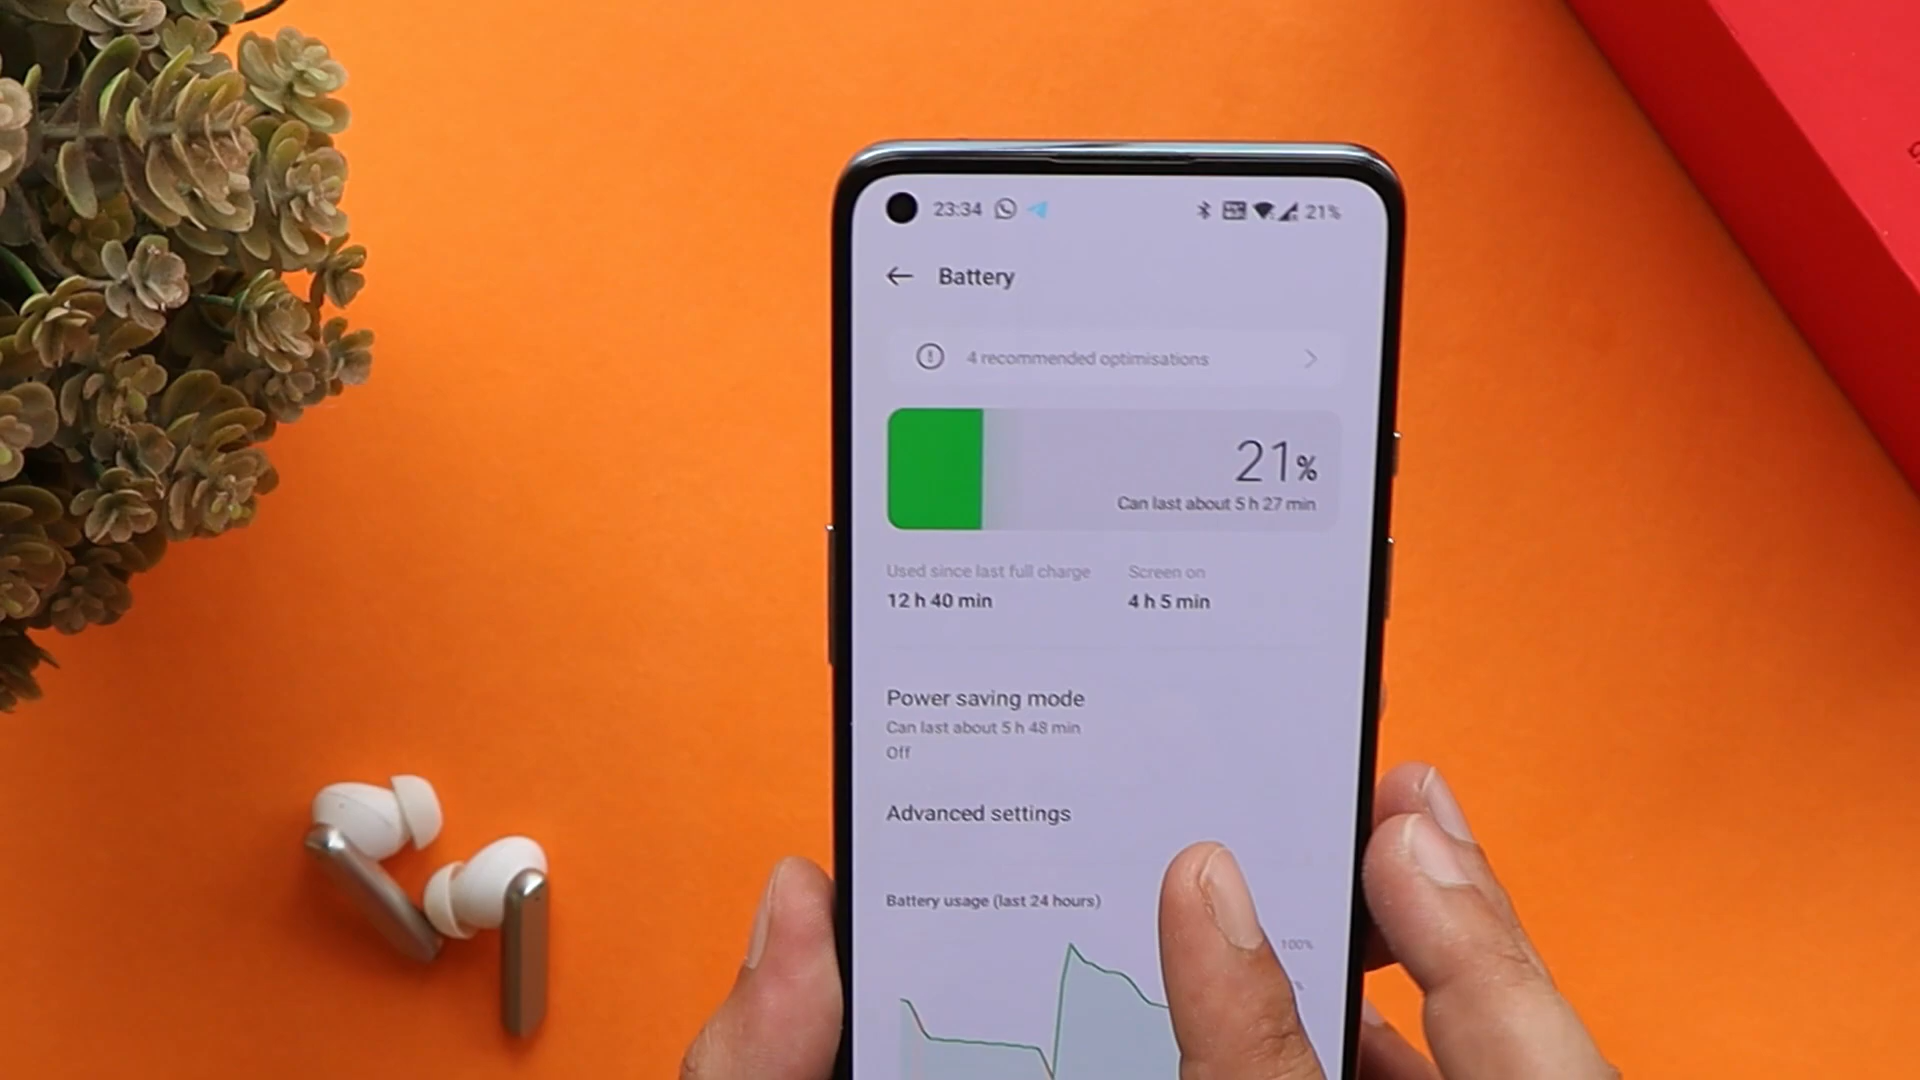 23:34 21%
Battery
4 recommended optimisations
21%
Can last about 5 h 27 min
Used since last full charge Screen on
12 h 40 min 4 h 5 min
Power saving mode
Can last about 5 h 48 min
Off
Advanced settings
Battery usage (last 24 hours)
100%